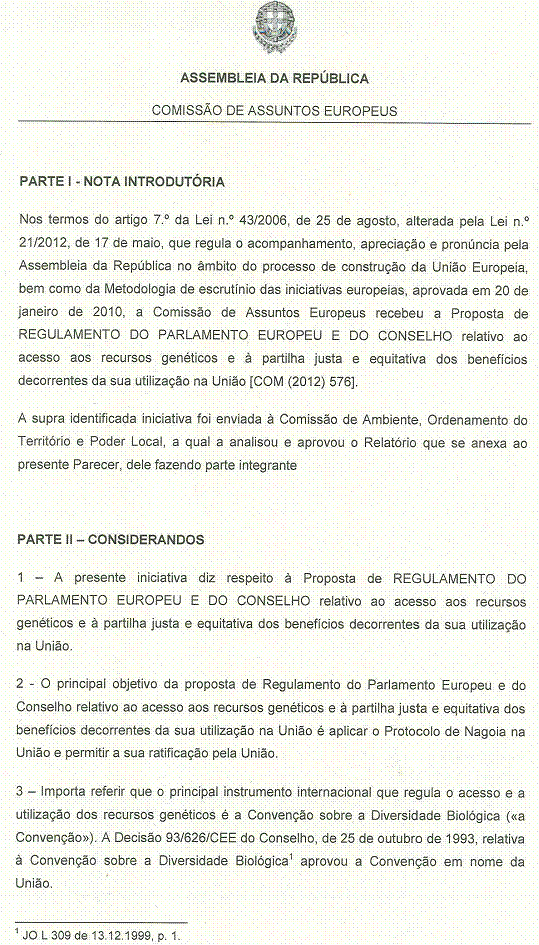 ASSEMBLEIA DA REPÚBLICA
COMISSÃO DE ASSUNTOS EUROPEUS
PARTE I - NOTA INTRODUTÓRIA
Nos termos do artigo 7.º da Lei n.º 43/2006, de 25 de agosto, alterada pela Lei n.º
21/2012, de 17 de maio, que regula o acompanhamento, apreciação e pronúncia pela
Assembleia da República no âmbito do processo de construção da União Europeia,
bem como da Metodologia de escrutínio das iniciativas europeias, aprovada em 20 de
janeiro de 2010, a Comissão de Assuntos Europeus recebeu a Proposta de
REGULAMENTO DO PARLAMENTO EUROPEU E DO CONSELHO relativo ao
acesso aos recursos genéticos e à partilha justa e equitativa dos benefícios
decorrentes da sua utilização na União [COM (2012) 576].
A supra identificada iniciativa foi enviada à Comissão de Ambiente, Ordenamento do
Território e Poder Local, a qual a analisou e aprovou o Relatório que se anexa ao
presente Parecer, dele fazendo parte integrante
PARTE II – CONSIDERANDOS
1 – A presente iniciativa diz respeito à Proposta de REGULAMENTO DO
PARLAMENTO EUROPEU E DO CONSELHO relativo ao acesso aos recursos
genéticos e à partilha justa e equitativa dos benefícios decorrentes da sua utilização
na União.
2 - O principal objetivo da proposta de Regulamento do Parlamento Europeu e do
Conselho relativo ao acesso aos recursos genéticos e à partilha justa e equitativa dos
benefícios decorrentes da sua utilização na União é aplicar o Protocolo de Nagoia na
União e permitir a sua ratificação pela União.
3 – Importa referir que o principal instrumento internacional que regula o acesso e a
utilização dos recursos genéticos é a Convenção sobre a Diversidade Biológica («a
Convenção»). A Decisão 93/626/CEE do Conselho, de 25 de outubro de 1993, relativa
à Convenção sobre a Diversidade Biológica¹ aprovou a Convenção em nome da
União.
¹ JO L 309 de 13.12.1999, p. 1.